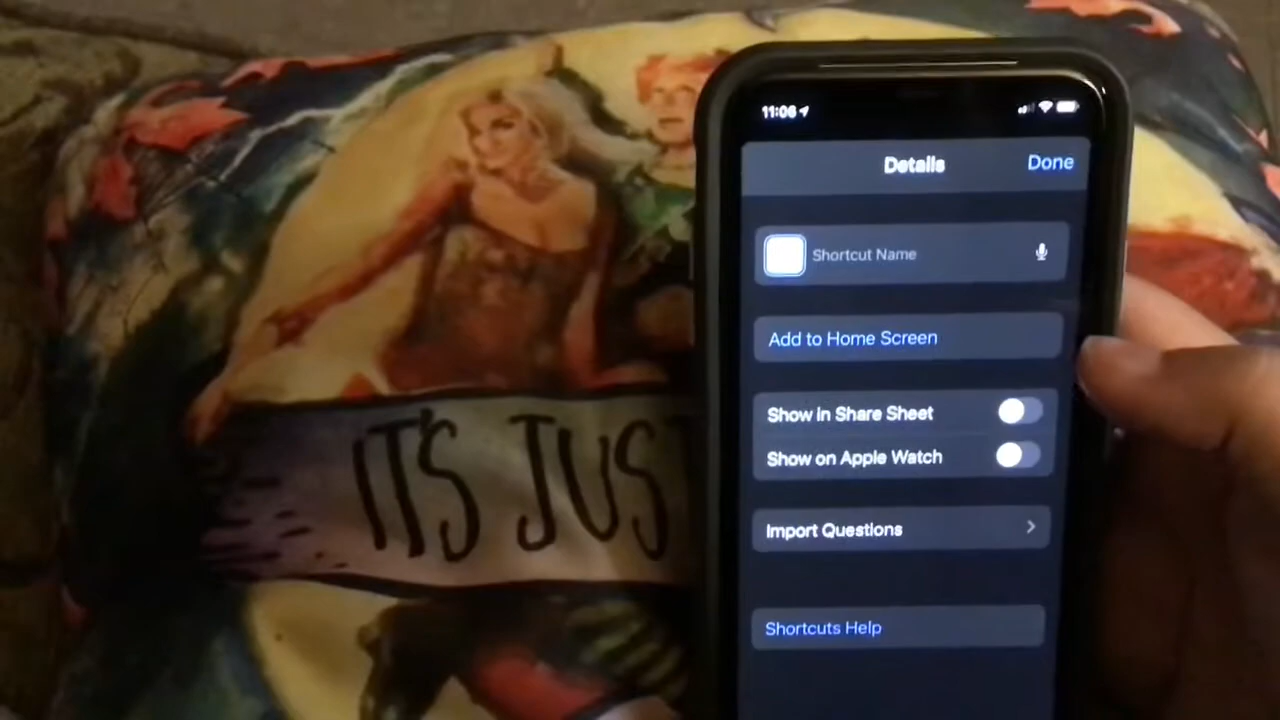 11:06
Details
Done
Shortcut Name
Add to Home Screen
Show in Share Sheet
Show on Apple Watch
Import Questions
Shortcuts Help
IT'S JUST